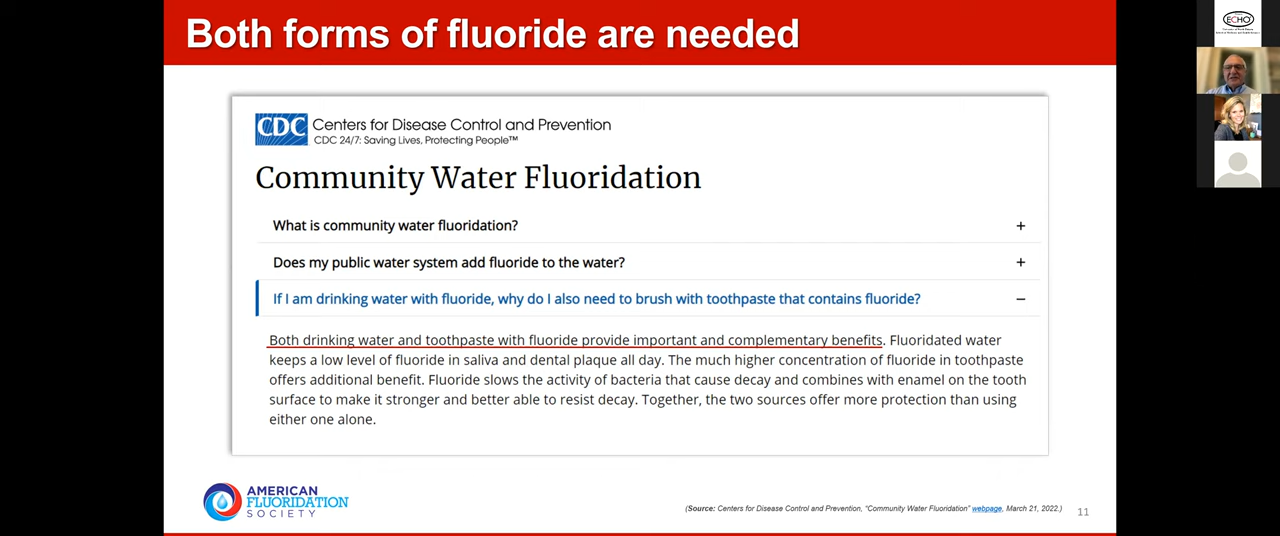 Both forms of fluoride are needed
CDC Centers for Disease Control and Prevention
CDC 24/7: Saving Lives, Protecting People™
Community Water Fluoridation
What is community water fluoridation? +
Does my public water system add fluoride to the water? +
If I am drinking water with fluoride, why do I also need to brush with toothpaste that contains fluoride? −
Both drinking water and toothpaste with fluoride provide important and complementary benefits. Fluoridated water
keeps a low level of fluoride in saliva and dental plaque all day. The much higher concentration of fluoride in toothpaste
offers additional benefit. Fluoride slows the activity of bacteria that cause decay and combines with enamel on the tooth
surface to make it stronger and better able to resist decay. Together, the two sources offer more protection than using
either one alone.
AMERICAN
FLUORIDATION
SOCIETY
(Source: Centers for Disease Control and Prevention, “Community Water Fluoridation” webpage, March 21, 2022.)
11
ECHO